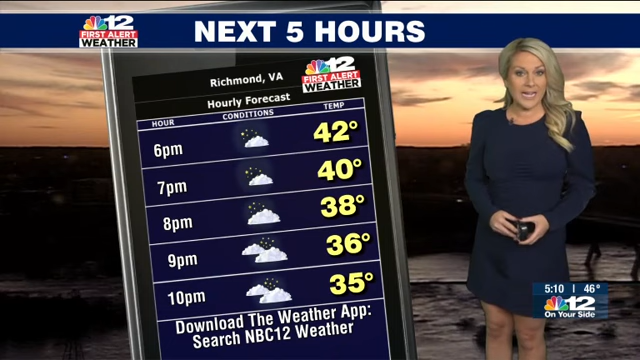 12
FIRST ALERT
WEATHER
NEXT 5 HOURS
12
FIRST ALERT
WEATHER
Richmond, VA
Hourly Forecast
HOUR CONDITIONS TEMP
6pm 42°
7pm 40°
8pm 38°
9pm 36°
10pm 35°
Download The Weather App:
Search NBC12 Weather
5:10 | 46°
12
On Your Side